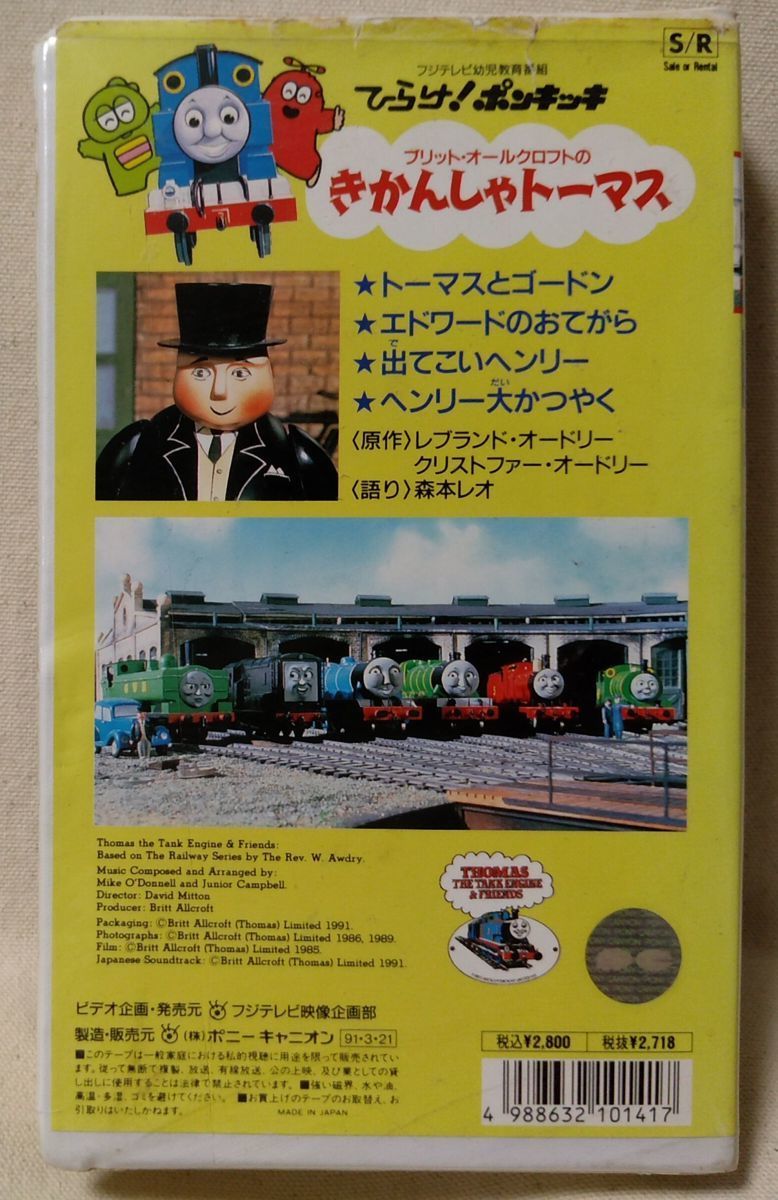 S/R
Sale or Rental
フジテレビ幼児教育番組
ひらけ!ポンキッキ
ブリット・オールクロフトの
きかんしゃトーマス
★トーマスとゴードン
★エドワードのおてがら
★出てこいヘンリー
で
★ヘンリー大かつやく
だい
〈原作〉レブランド・オードリー
クリストファー・オードリー
〈語り〉森本レオ
Thomas the Tank Engine & Friends:
Based on The Railway Series by The Rev. W. Awdry.
Music Composed and Arranged by:
Mike O'Donnell and Junior Campbell.
Director: David Mitton
Producer: Britt Allcroft
Packaging: ©Britt Allcroft (Thomas) Limited 1991.
Photographs: ©Britt Allcroft (Thomas) Limited 1986, 1989.
Film: ©Britt Allcroft (Thomas) Limited 1985.
Japanese Soundtrack: ©Britt Allcroft (Thomas) Limited 1991.
THOMAS
THE TANK ENGINE
& FRIENDS
ビデオ企画・発売元 フジテレビ映像企画部
製造・販売元 (株)ポニーキャニオン 91・3・21
税込¥2,800 税抜¥2,718
■このテープは一般家庭における私的視聴に用途を限って販売されてい
ます。従って無断で複製、放送、有線放送、公の上映、及び業としての貸
し出しに使用することは法律で禁止されています。■強い磁界、水や油、
高温・多湿、ゴミを避けてください。■お買上げのテープのお取替え、お
引取りはいたしかねます。
MADE IN JAPAN
4 988632 101417